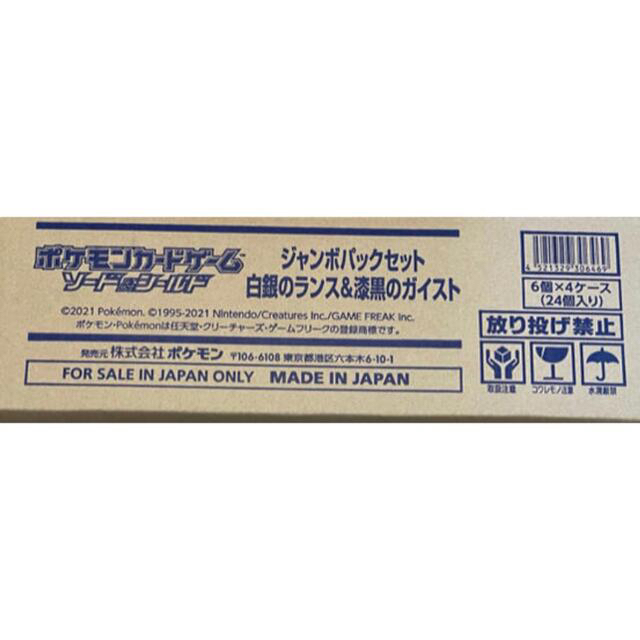 ポケモンカードゲーム
ソード&シールド
ジャンボパックセット
白銀のランス&漆黒のガイスト
©2021 Pokémon. ©1995-2021 Nintendo/Creatures Inc./GAME FREAK Inc.
ポケモン・Pokémonは任天堂・クリーチャーズ・ゲームフリークの登録商標です。
発売元 株式会社ポケモン 〒106-6108 東京都港区六本木6-10-1
FOR SALE IN JAPAN ONLY MADE IN JAPAN
4 521329 306469
6個×4ケース
(24個入り)
放り投げ禁止
取扱注意 コワレモノ注意 水濡厳禁